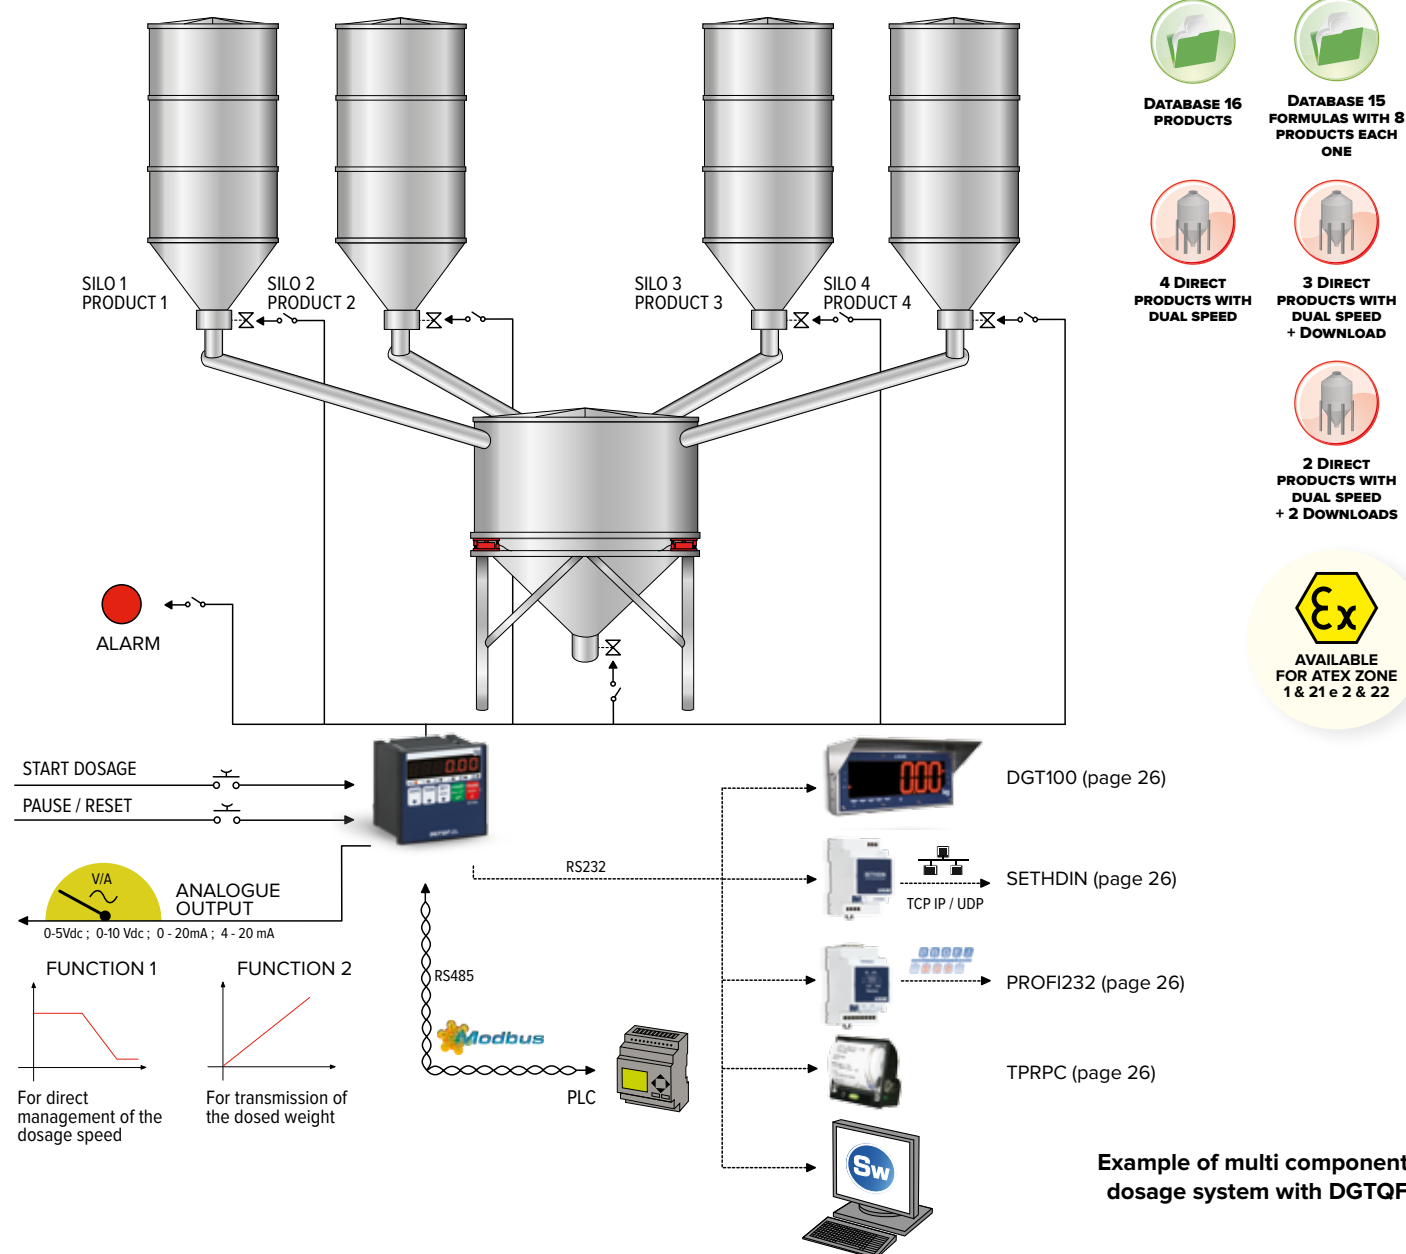 DATABASE 16
PRODUCTS
DATABASE 15
FORMULAS WITH 8
PRODUCTS EACH
ONE
4 DIRECT
PRODUCTS WITH
DUAL SPEED
3 DIRECT
PRODUCTS WITH
DUAL SPEED
+ DOWNLOAD
2 DIRECT
PRODUCTS WITH
DUAL SPEED
+ 2 DOWNLOADS
Ex
AVAILABLE
FOR ATEX ZONE
1 & 21 e 2 & 22
SILO 1
PRODUCT 1
SILO 2
PRODUCT 2
SILO 3
PRODUCT 3
SILO 4
PRODUCT 4
ALARM
START DOSAGE
PAUSE / RESET
0.00
V/A
ANALOGUE
OUTPUT
0-5Vdc ; 0-10 Vdc ; 0 - 20mA ; 4 - 20 mA
FUNCTION 1
For direct
management of the
dosage speed
FUNCTION 2
For transmission of
the dosed weight
RS232
RS485
Modbus
PLC
000
DGT100 (page 26)
SETHDIN
TCP IP / UDP
SETHDIN (page 26)
PROFI232 (page 26)
TPRPC (page 26)
Sw
Example of multi component
dosage system with DGTQF